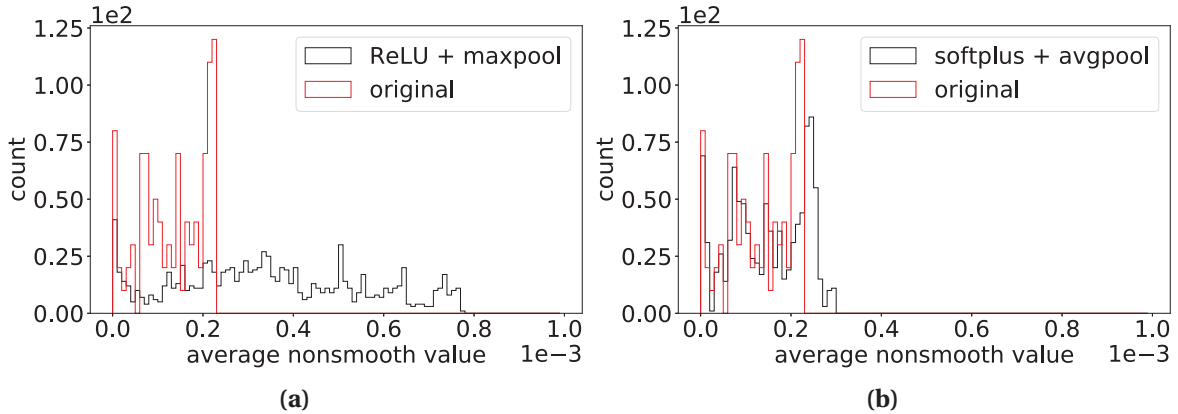 1e2
1.25
1.00
0.75
0.50
0.25
0.00
count
ReLU + maxpool
original
0.0 0.2 0.4 0.6 0.8 1.0
average nonsmooth value 1e−3
(a)
1e2
1.25
1.00
0.75
0.50
0.25
0.00
count
softplus + avgpool
original
0.0 0.2 0.4 0.6 0.8 1.0
average nonsmooth value 1e−3
(b)